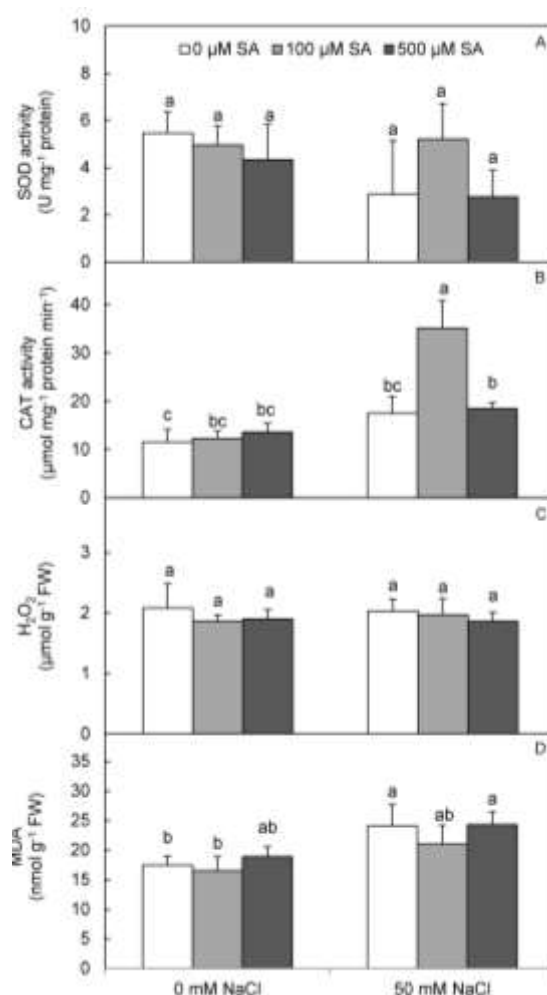 10
0 µM SA 100 µM SA 500 µM SA
A
8
6
4
2
0
SOD activity
(U mg⁻¹ protein)
a a a a a a
B
40
30
20
10
0
CAT activity
(µmol mg⁻¹ protein min⁻¹)
c bc bc bc a b
C
3
2
1
0
H₂O₂
(µmol g⁻¹ FW)
a a a a a a
D
35
30
25
20
15
10
5
0
MDA
(nmol g⁻¹ FW)
b b ab a ab a
0 mM NaCl 50 mM NaCl